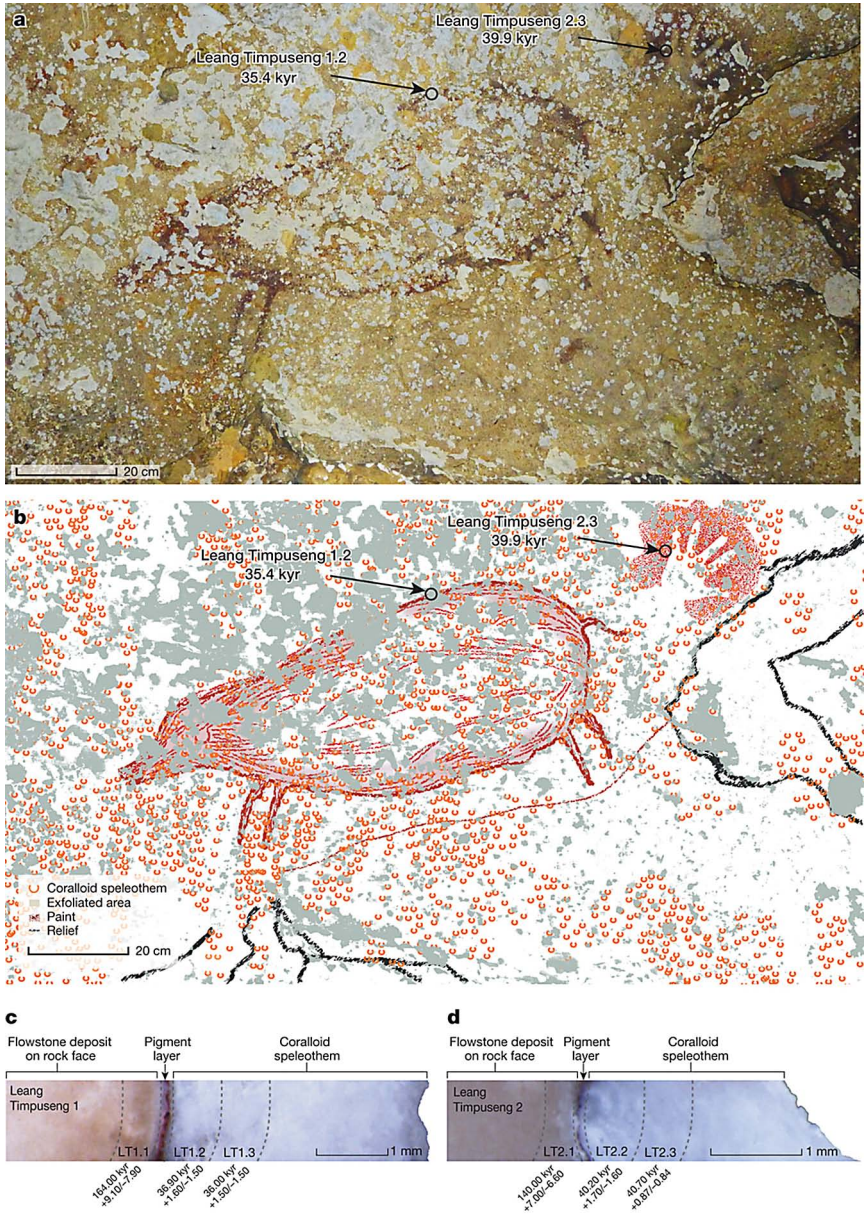 a
Leang Timpuseng 2.3
39.9 kyr
Leang Timpuseng 1.2
35.4 kyr
20 cm
b
Leang Timpuseng 2.3
39.9 kyr
Leang Timpuseng 1.2
35.4 kyr
Coralloid speleothem
Exfoliated area
Paint
Relief
20 cm
c
Flowstone deposit
on rock face
Pigment
layer
Coralloid
speleothem
Leang
Timpuseng 1
LT1.1
LT1.2
LT1.3
1 mm
164.00 kyr
+9.10/−7.90
36.90 kyr
+1.60/−1.50
36.00 kyr
+1.50/−1.50
d
Flowstone deposit
on rock face
Pigment
layer
Coralloid
speleothem
Leang
Timpuseng 2
LT2.1
LT2.2
LT2.3
1 mm
140.00 kyr
+7.00/−6.60
40.20 kyr
+1.70/−1.60
40.70 kyr
+0.87/−0.84